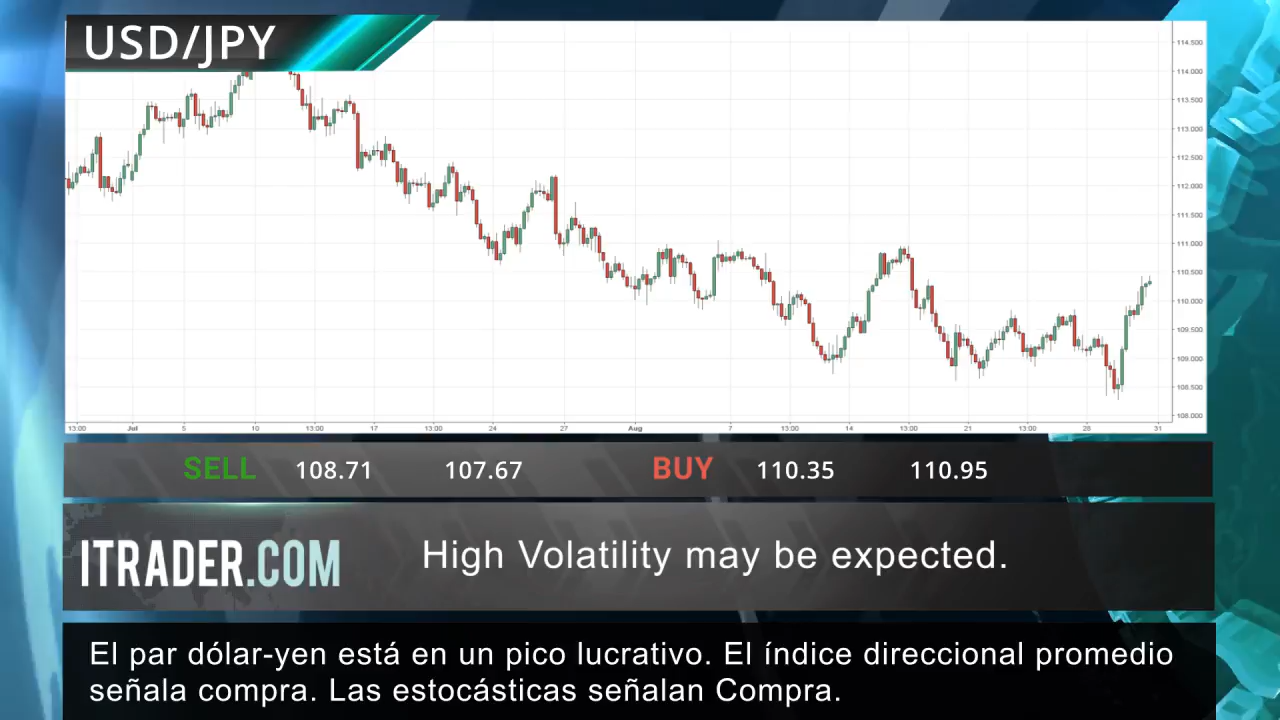 USD/JPY
114.500
114.000
113.500
113.000
112.500
112.000
111.500
111.000
110.500
110.000
109.500
109.000
108.500
108.000
13:00 Jul 5 10 13:00 17 13:00 24 27 Aug 7 13:00 14 13:00 21 13:00 28 31
SELL 108.71 107.67 BUY 110.35 110.95
ITRADER.COM High Volatility may be expected.
El par dólar-yen está en un pico lucrativo. El índice direccional promedio
señala compra. Las estocásticas señalan Compra.